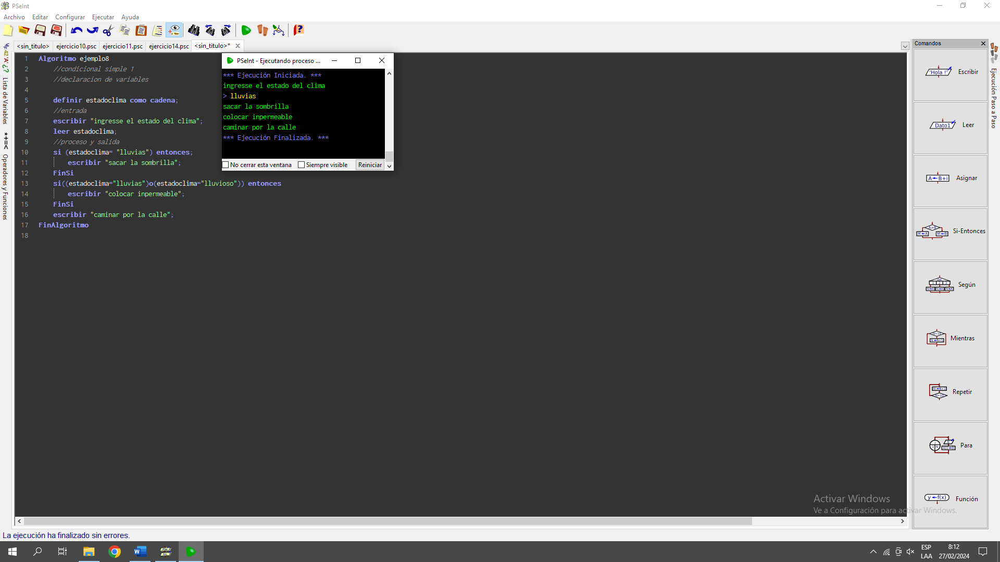 PSeInt
Archivo Editar Configurar Ejecutar Ayuda
<sin_titulo> ejercicio10.psc ejercicio11.psc ejercicio14.psc <sin_titulo>*
1 Algoritmo ejemplo8
2 //condicional simple 1
3 //declaracion de variables
4
5 definir estadoclima como cadena;
6 //entrada
7 escribir "ingresse el estado del clima";
8 leer estadoclima;
9 //proceso y salida
10 si (estadoclima= "lluvias") entonces;
11 escribir "sacar la sombrilla";
12 FinSi
13 si((estadoclima="lluvias")o(estadoclima="lluvioso")) entonces
14 escribir "colocar inpermeable";
15 FinSi
16 escribir "caminar por la calle";
17 FinAlgoritmo
18
PSeInt - Ejecutando proceso ...
*** Ejecución Iniciada. ***
ingresse el estado del clima
> lluvias
sacar la sombrilla
colocar inpermeable
caminar por la calle
*** Ejecución Finalizada. ***
No cerrar esta ventana Siempre visible Reiniciar
Lista de Variables
*+=< Operadores y Funciones
Comandos
'Hola !' Escribir
Dato1 Leer
A←B+i Asignar
A>B Si-Entonces
Según
Mientras
Repetir
Para
y←f(x) Función
Ejecución Paso a Paso
Activar Windows
Ve a Configuración para activar Windows.
La ejecución ha finalizado sin errores.
ESP
LAA
8:12
27/02/2024